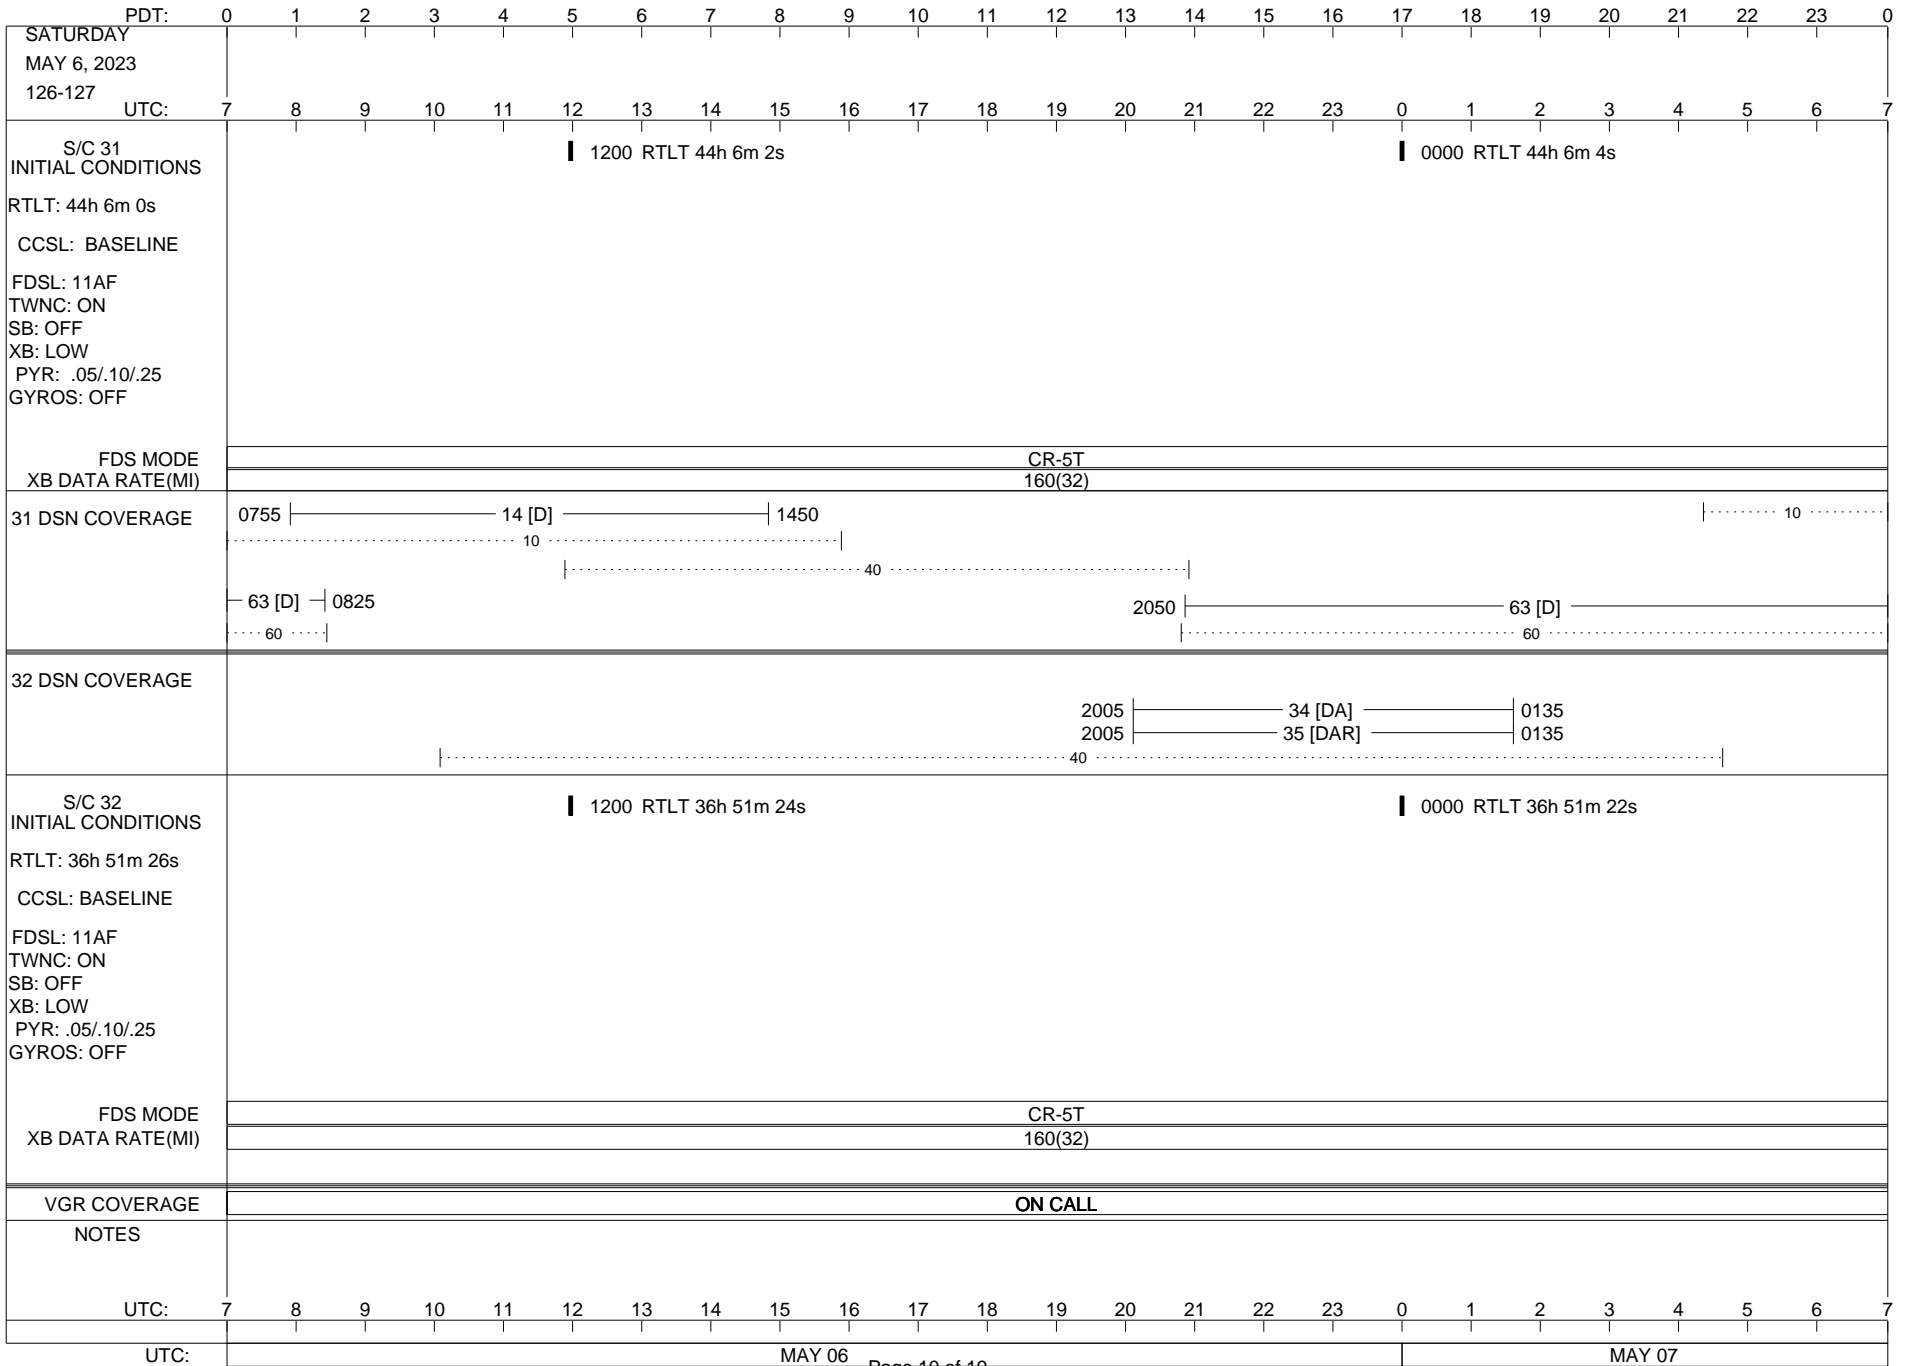 PDT: 0 1 2 3 4 5 6 7 8 9 10 11 12 13 14 15 16 17 18 19 20 21 22 23 0
SATURDAY
MAY 6, 2023
126-127
UTC: 7 8 9 10 11 12 13 14 15 16 17 18 19 20 21 22 23 0 1 2 3 4 5 6 7
S/C 31
INITIAL CONDITIONS
1200 RTLT 44h 6m 2s
0000 RTLT 44h 6m 4s
RTLT: 44h 6m 0s
CCSL: BASELINE
FDSL: 11AF
TWNC: ON
SB: OFF
XB: LOW
PYR: .05/.10/.25
GYROS: OFF
FDS MODE CR-5T
XB DATA RATE(MI) 160(32)
31 DSN COVERAGE 0755 14 [D] 1450 10
10
40
63 [D] 0825 2050 63 [D]
60 60
32 DSN COVERAGE
2005 34 [DA] 0135
2005 35 [DAR] 0135
40
S/C 32
INITIAL CONDITIONS
1200 RTLT 36h 51m 24s
0000 RTLT 36h 51m 22s
RTLT: 36h 51m 26s
CCSL: BASELINE
FDSL: 11AF
TWNC: ON
SB: OFF
XB: LOW
PYR: .05/.10/.25
GYROS: OFF
FDS MODE CR-5T
XB DATA RATE(MI) 160(32)
VGR COVERAGE ON CALL
NOTES
UTC: 7 8 9 10 11 12 13 14 15 16 17 18 19 20 21 22 23 0 1 2 3 4 5 6 7
UTC: MAY 06 MAY 07
Page 10 of 10